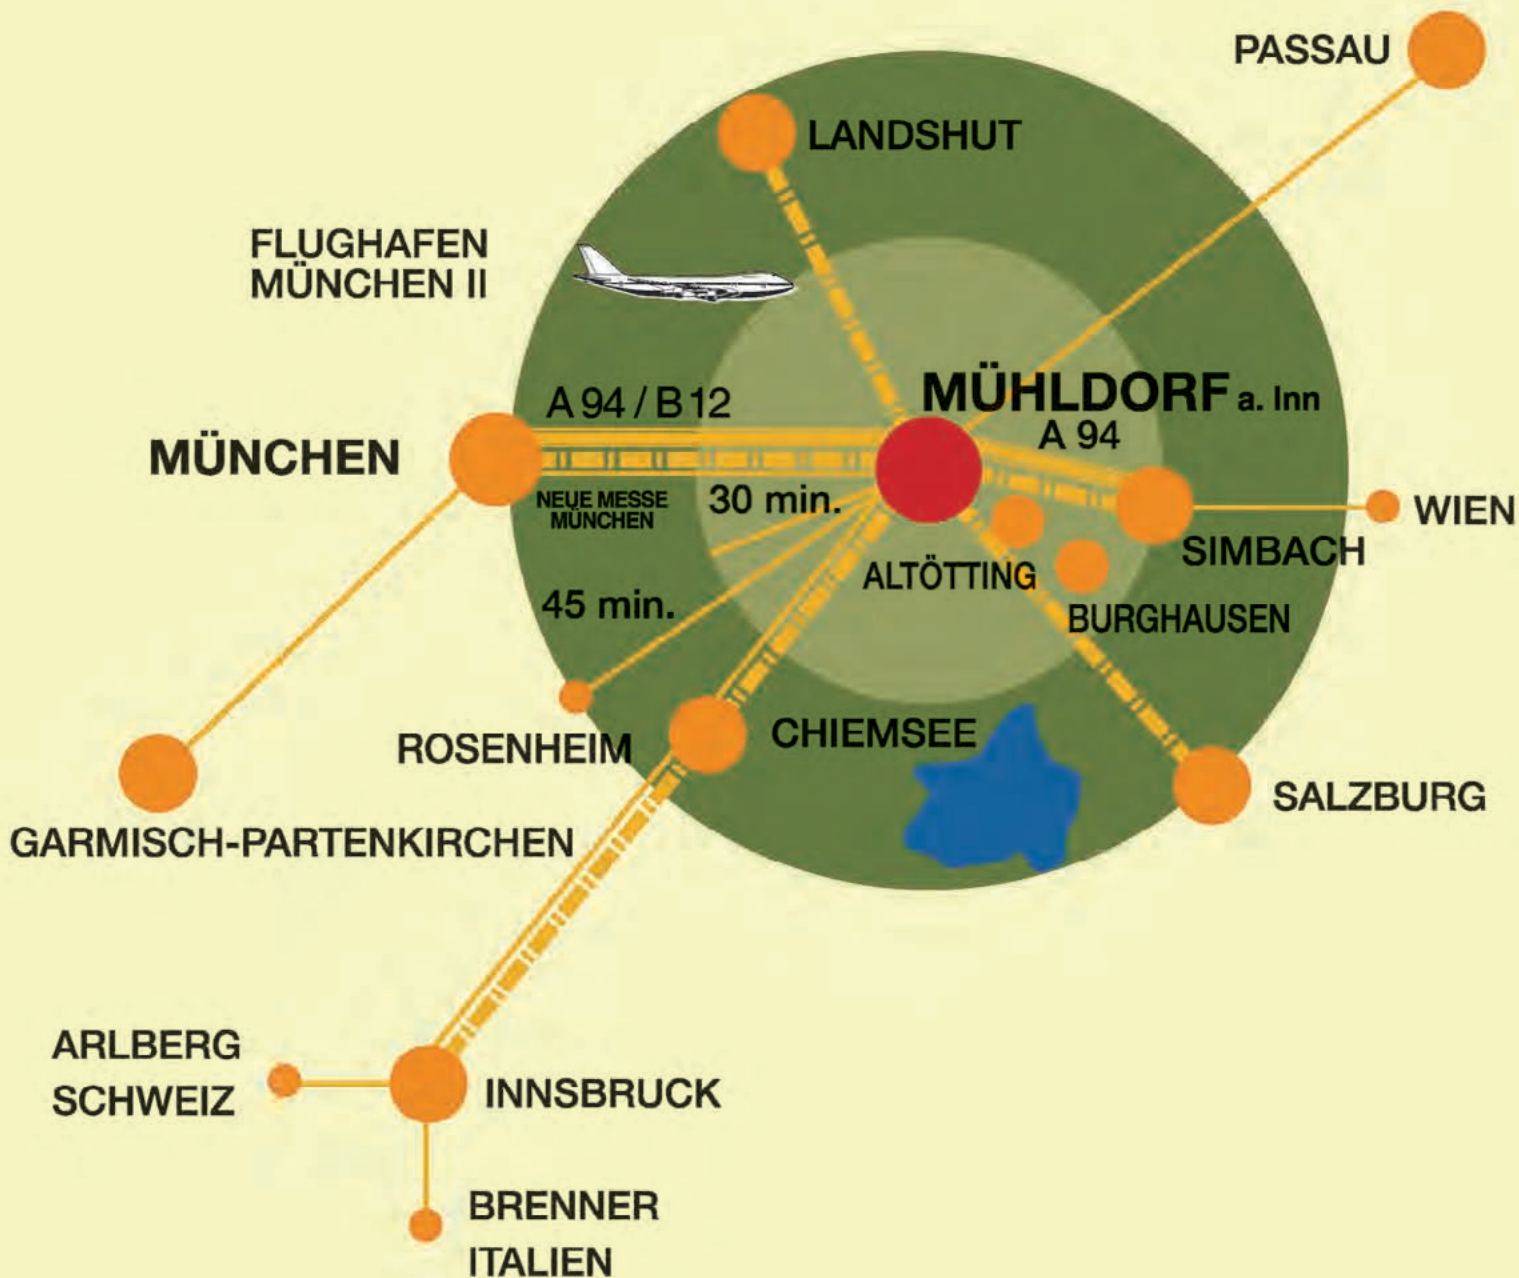 PASSAU
LANDSHUT
FLUGHAFEN
MÜNCHEN II
MÜHLDORF a. Inn
A 94 / B 12
A 94
MÜNCHEN
NEUE MESSE
MÜNCHEN
30 min.
WIEN
SIMBACH
ALTÖTTING
45 min.
BURGHAUSEN
ROSENHEIM
CHIEMSEE
SALZBURG
GARMISCH-PARTENKIRCHEN
ARLBERG
SCHWEIZ
INNSBRUCK
BRENNER
ITALIEN